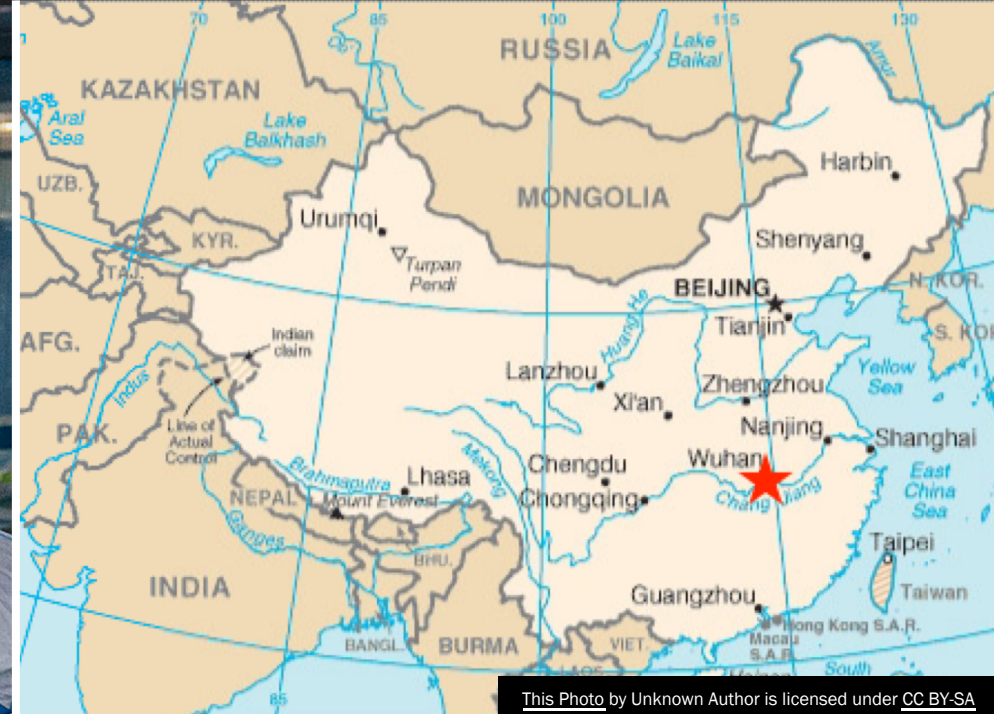 70
85
100
115
130
RUSSIA
Lake
Baikal
Amur
KAZAKHSTAN
Aral
Sea
Lake
Balkhash
Harbin
UZB.
MONGOLIA
Urumqi
KYR.
Shenyang
Turpan
Pendi
TAJ.
BEIJING
N. KOR.
Tianjin
AFG.
Indian
claim
Huang He
Lanzhou
Zhengzhou
Yellow
Sea
Indus
Xi'an
Line of
Actual
Control
PAK.
Nanjing
Shanghai
Wuhan
Mekong
Chengdu
East
China
Sea
Brahmaputra
Lhasa
Chongqing
Chang Jiang
NEPAL
Mount Everest
Ganges
Taipei
BHU.
INDIA
Guangzhou
Taiwan
Hong Kong S.A.R.
Macau
S.A.R.
BANGL.
BURMA
VIET.
South
85
This Photo by Unknown Author is licensed under CC BY-SA